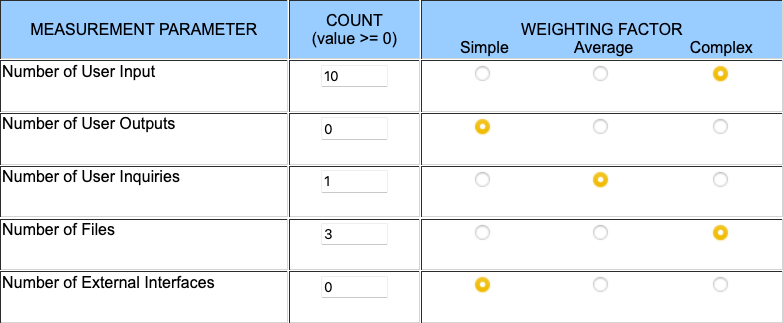 MEASUREMENT PARAMETER
COUNT
(value >= 0)
WEIGHTING FACTOR
Simple Average Complex
Number of User Input 10
Number of User Outputs 0
Number of User Inquiries 1
Number of Files 3
Number of External Interfaces 0